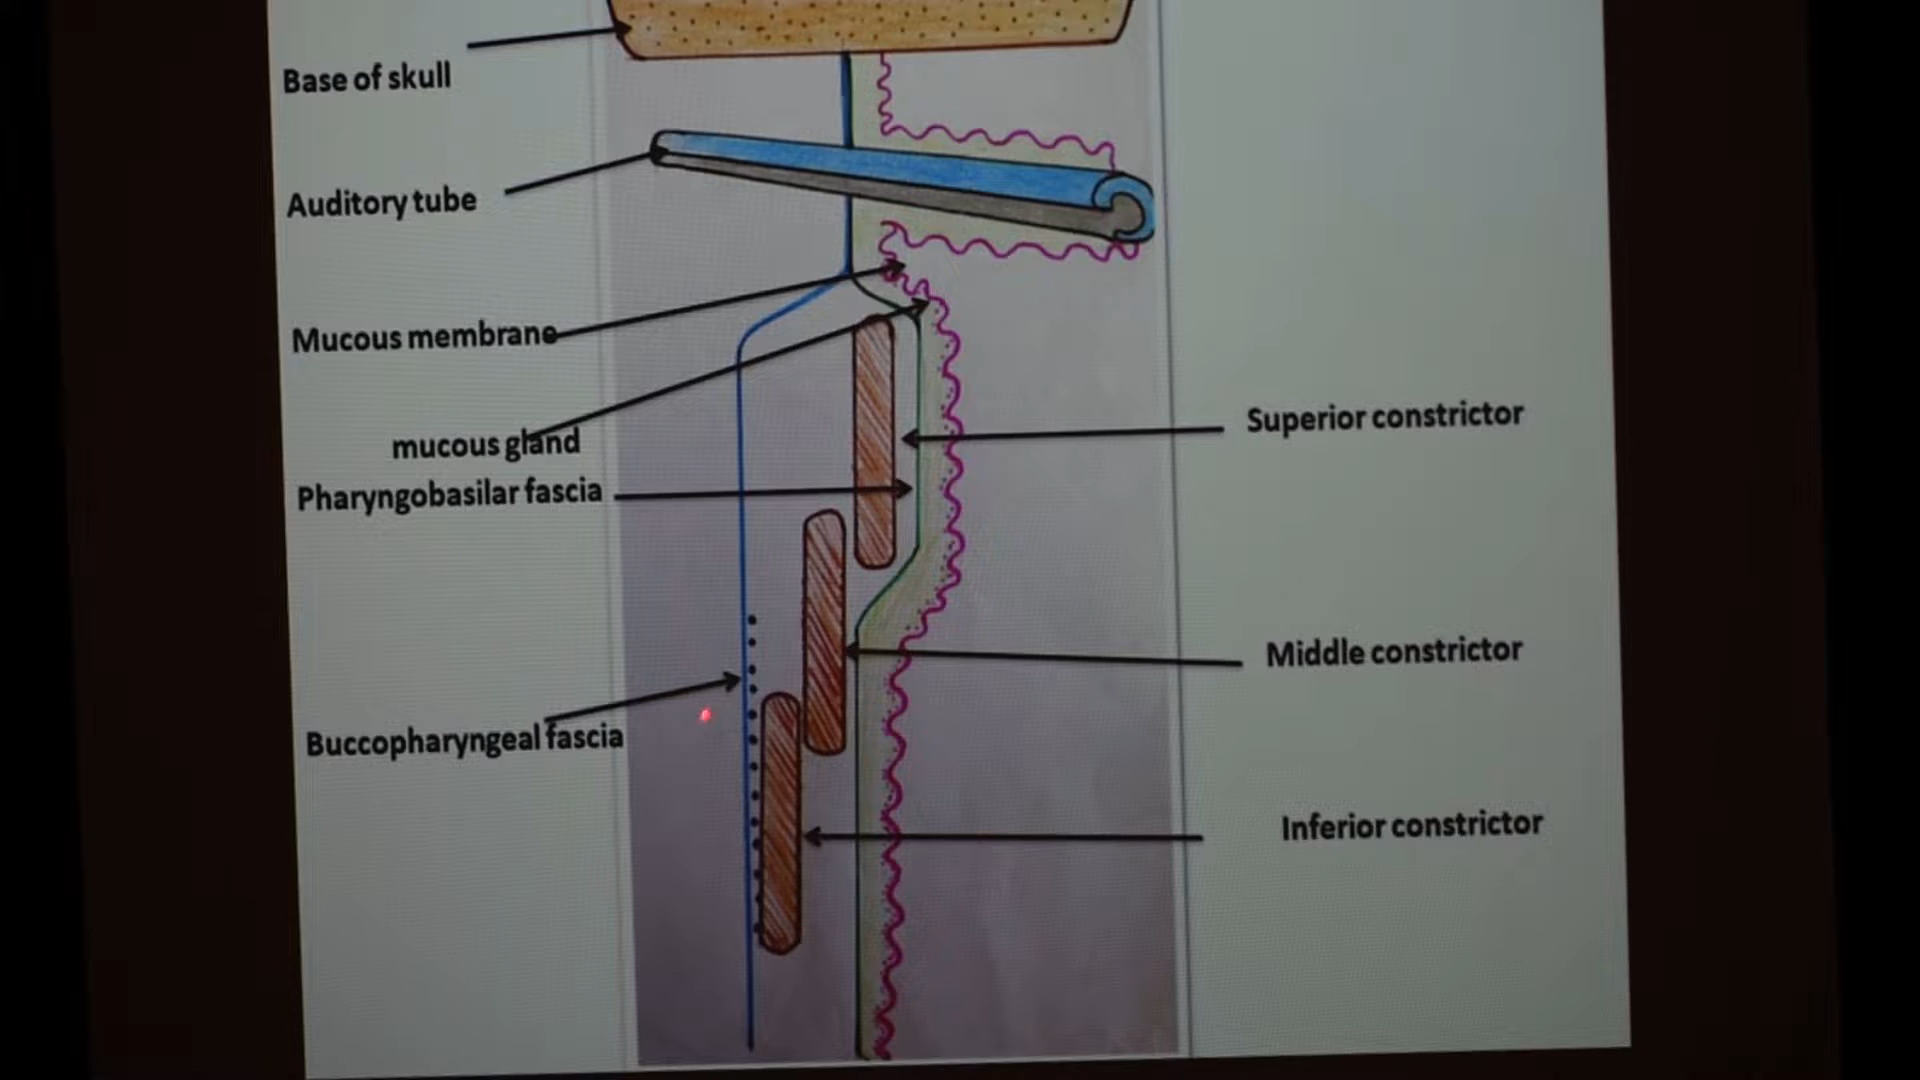 Base of skull
Auditory tube
Mucous membrane
mucous gland
Pharyngobasilar fascia
Buccopharyngeal fascia
Superior constrictor
Middle constrictor
Inferior constrictor